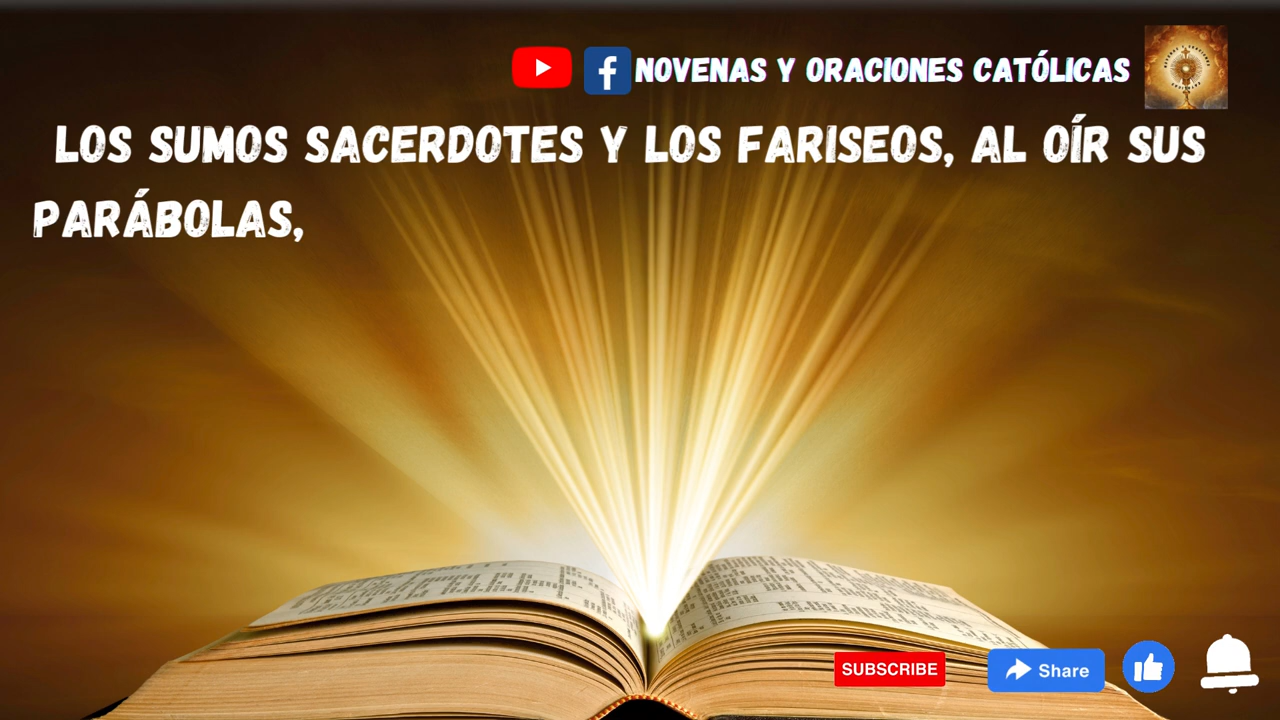 NOVENAS Y ORACIONES CATÓLICAS
LOS SUMOS SACERDOTES Y LOS FARISEOS, AL OÍR SUS
PARÁBOLAS,
SUBSCRIBE
Share